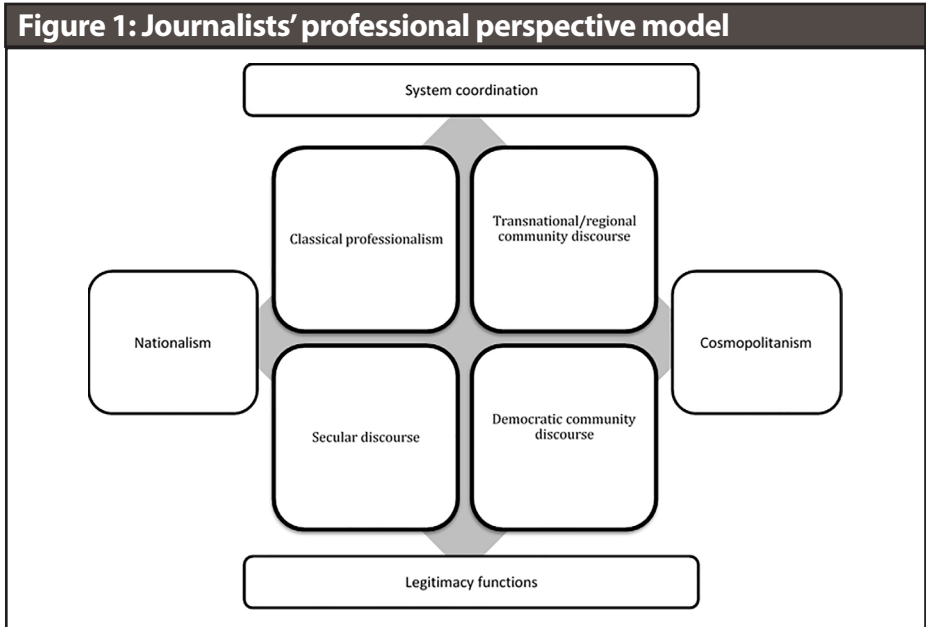 Figure 1: Journalists' professional perspective model
System coordination
Classical professionalism
Transnational/regional
community discourse
Nationalism
Cosmopolitanism
Secular discourse
Democratic community
discourse
Legitimacy functions